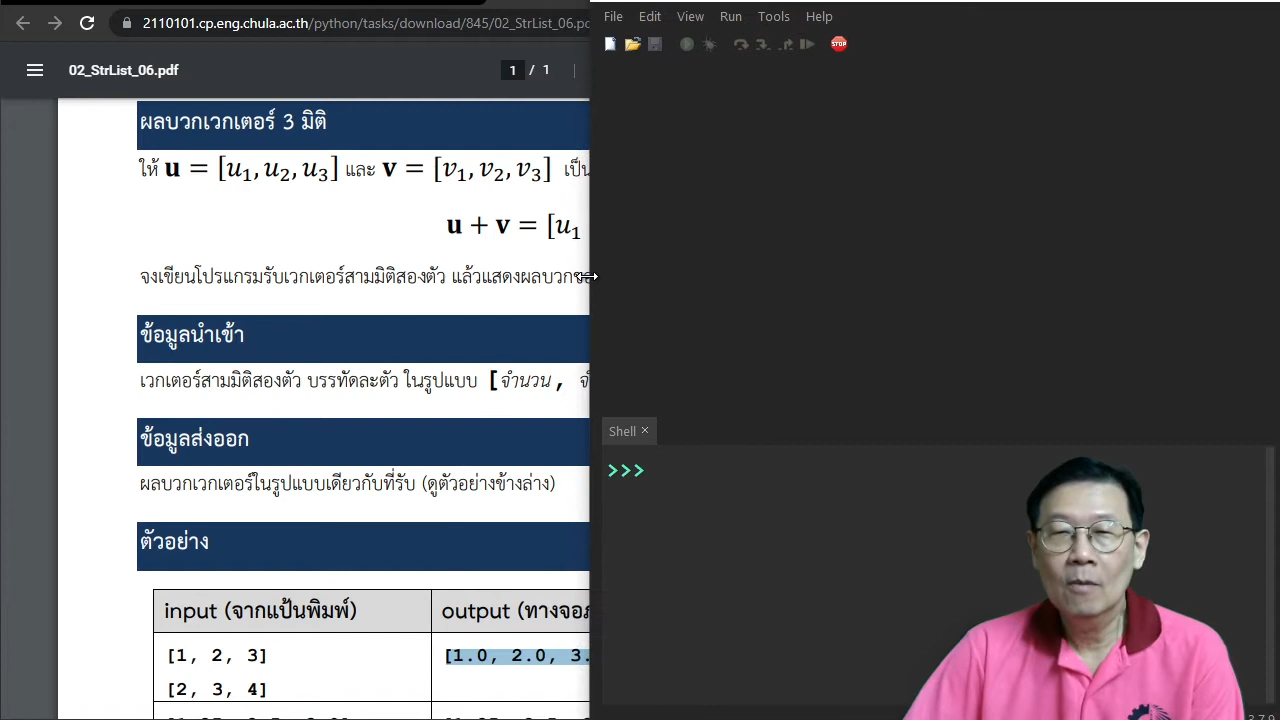 2110101.cp.eng.chula.ac.th/python/tasks/download/845/02_StrList_06.pd
02_StrList_06.pdf
1 / 1
File Edit View Run Tools Help
ผลบวกเวกเตอร์ 3 มิติ
ให้ u = [u₁, u₂, u₃] และ v = [v₁, v₂, v₃] เป็น
u + v = [u₁
จงเขียนโปรแกรมรับเวกเตอร์สามมิติสองตัว แล้วแสดงผลบวก
ข้อมูลนำเข้า
เวกเตอร์สามมิติสองตัว บรรทัดละตัว ในรูปแบบ [จำนวน,
ข้อมูลส่งออก
ผลบวกเวกเตอร์ในรูปแบบเดียวกับที่รับ (ดูตัวอย่างข้างล่าง)
ตัวอย่าง
input (จากแป้นพิมพ์) output (ทางจอภ
[1, 2, 3] [1.0, 2.0, 3.
[2, 3, 4]
Shell ×
>>>
STOP